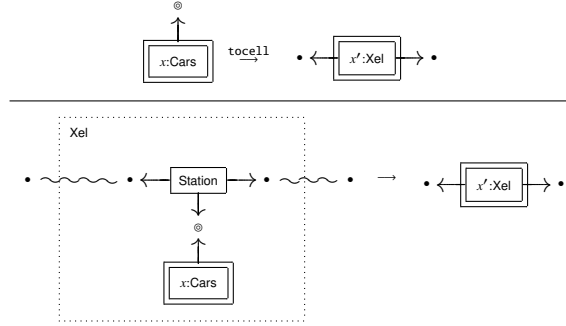 tocell
x:Cars → x′:Xel
Xel
Station → x′:Xel
x:Cars